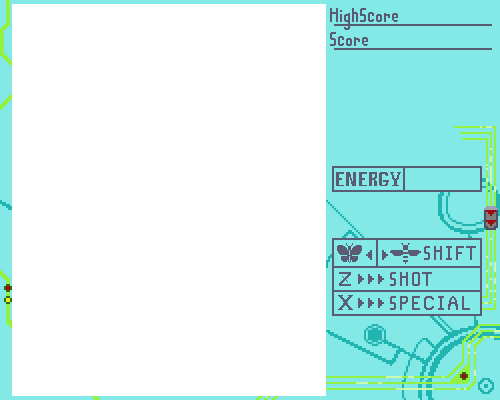 HighScore
Score
ENERGY
SHIFT
Z SHOT
X SPECIAL